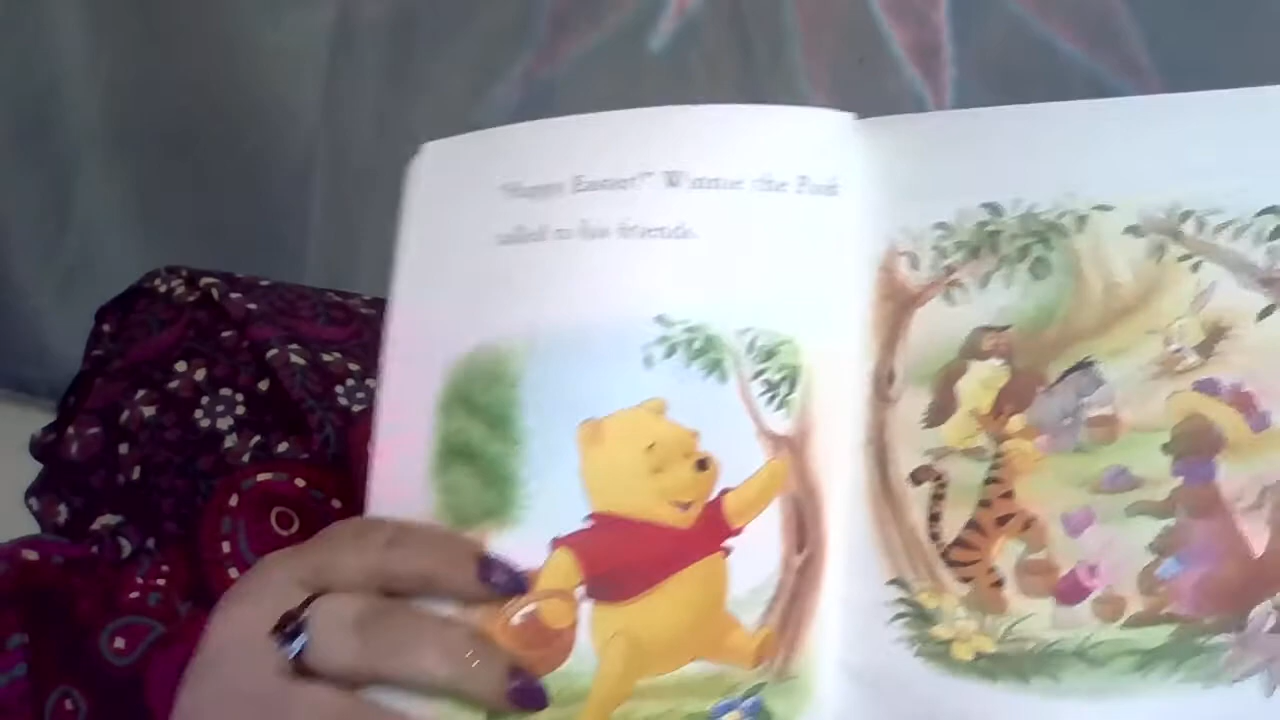 "Happy Easter!" Winnie the Pooh
called to his friends.